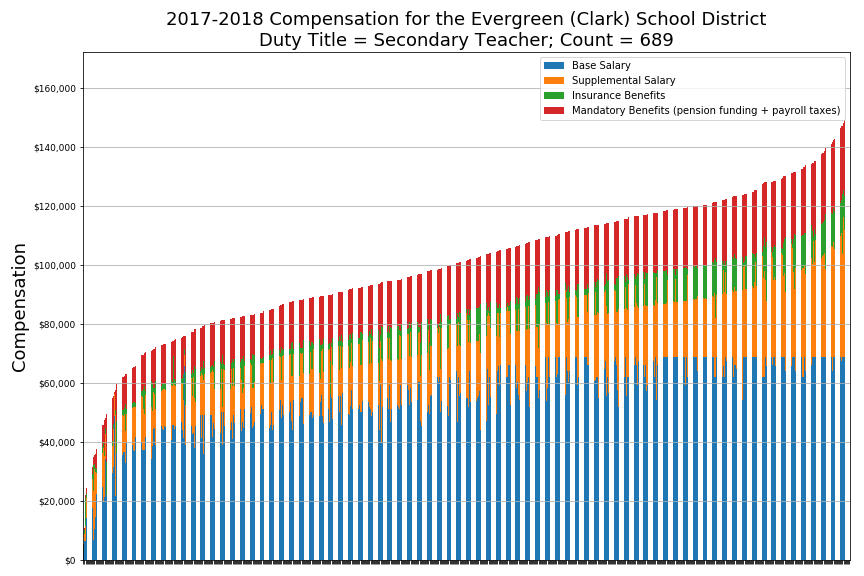 2017-2018 Compensation for the Evergreen (Clark) School District
Duty Title = Secondary Teacher; Count = 689
Base Salary
Supplemental Salary
Insurance Benefits
Mandatory Benefits (pension funding + payroll taxes)
$160,000
$140,000
$120,000
$100,000
$80,000
$60,000
$40,000
$20,000
$0
Compensation